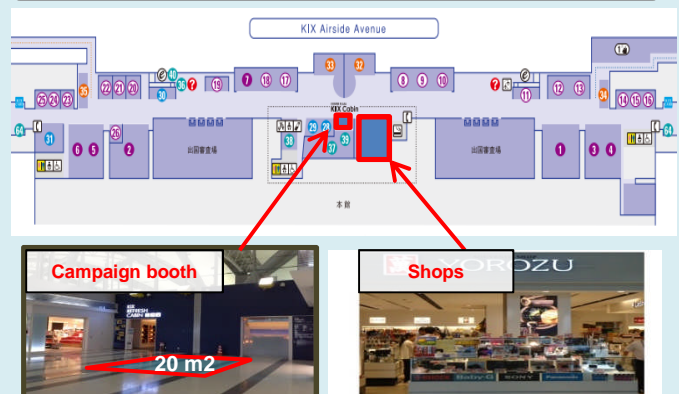 KIX Airside Avenue
33 32
40
36 ? 19 7 18 17
22 21 20
30
35
25 24 23
8 9 10
?
11
12 13
34
14 15 16
64
31
6 5
26
2
出国審査場
KIX Cabin
29 28
38
37 39
出国審査場
1
3 4
64
本館
Campaign booth
Shops
KIX
REFRESH
CABIN
20 m2
YOROZU
Baby-G
SONY
Panasonic